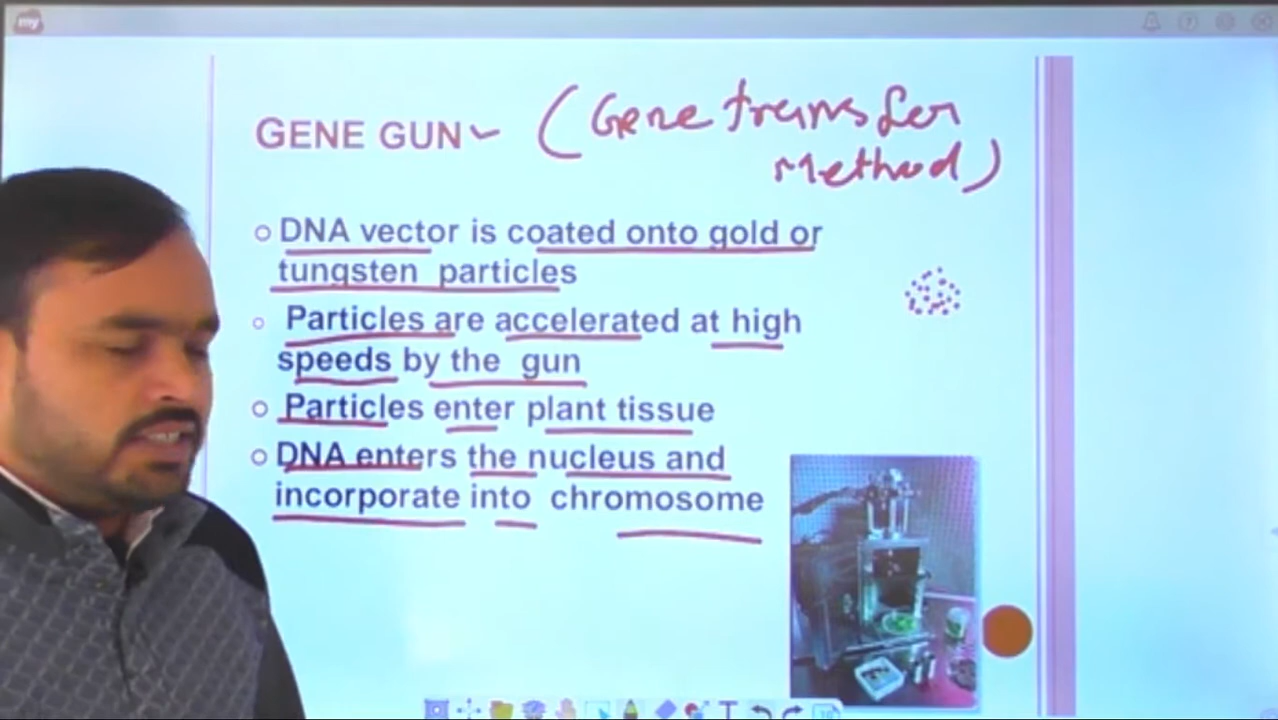 my
GENE GUN (Gene transfer
Method)
DNA vector is coated onto gold or
tungsten particles
Particles are accelerated at high
speeds by the gun
Particles enter plant tissue
DNA enters the nucleus and
incorporate into chromosome